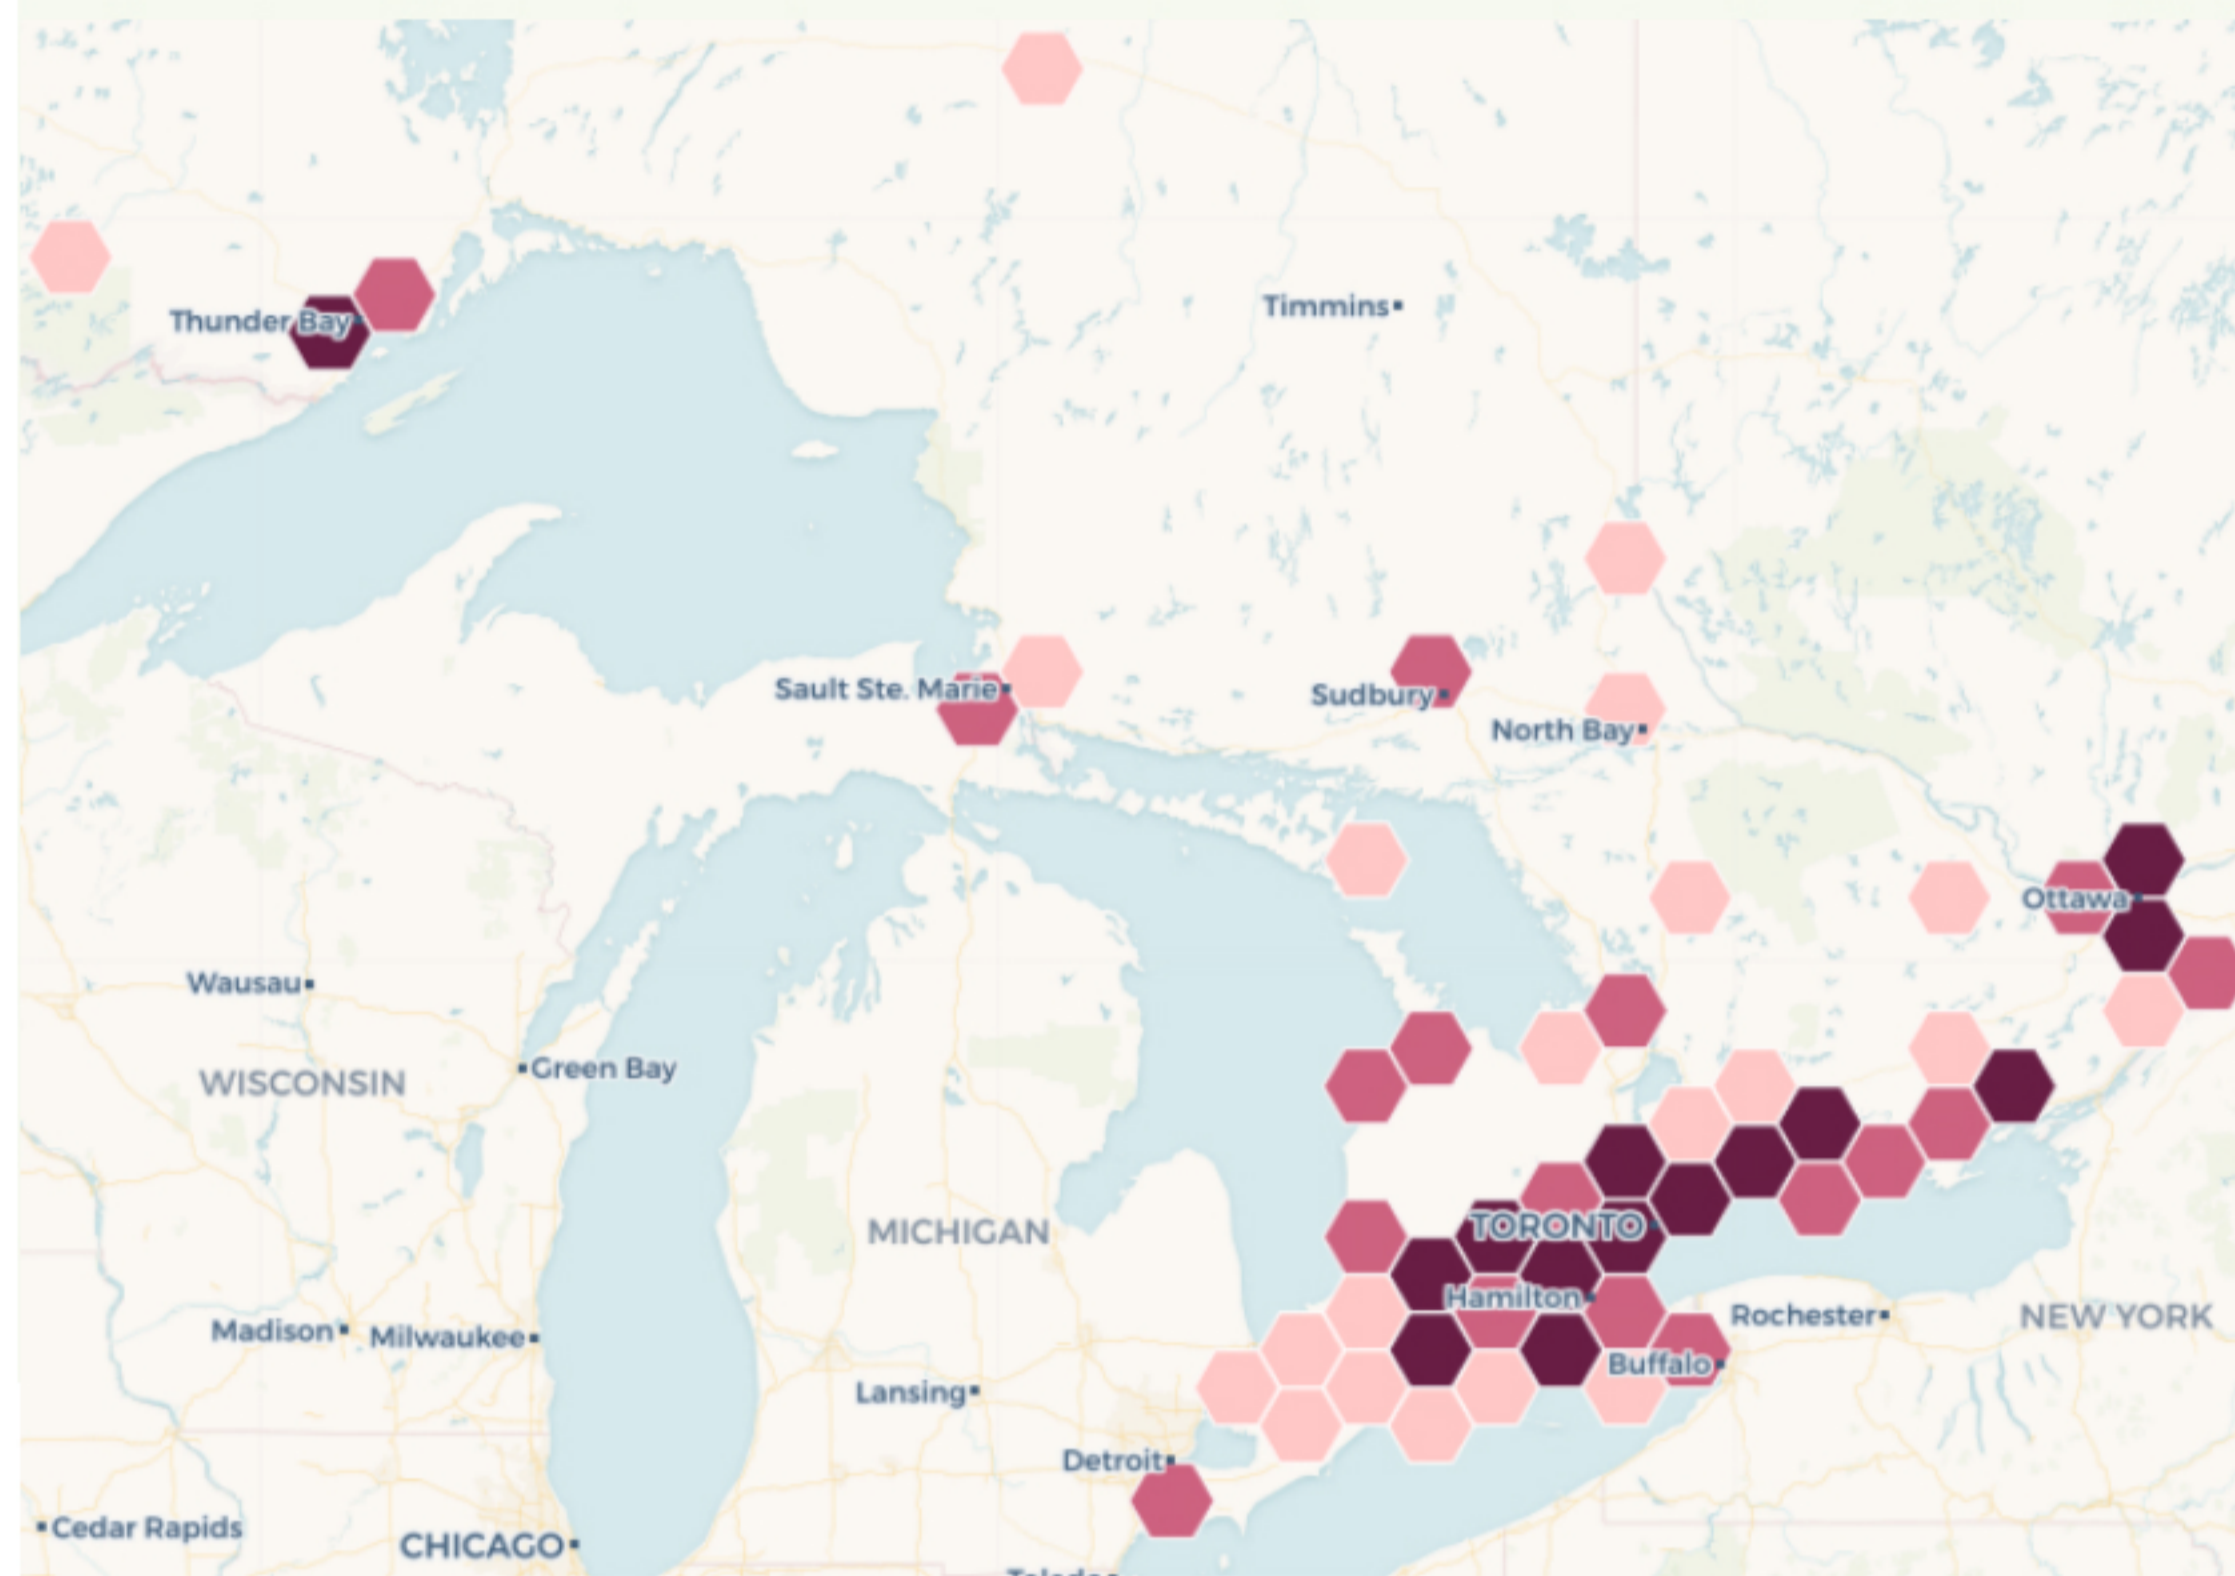 Timmins
Thunder Bay
Sault Ste. Marie
Sudbury
North Bay
Ottawa
Wausau
Green Bay
WISCONSIN
TORONTO
MICHIGAN
Hamilton
Rochester
NEW YORK
Madison
Milwaukee
Buffalo
Lansing
Detroit
Cedar Rapids
CHICAGO